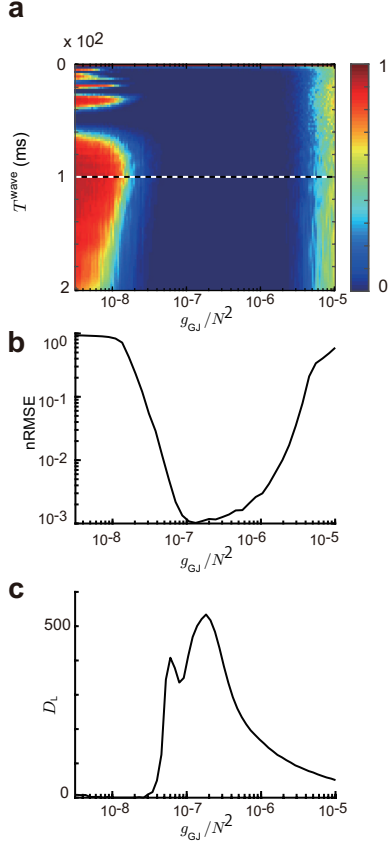 a
x 10²
0
1
2
T^wave (ms)
10⁻⁸ 10⁻⁷ 10⁻⁶ 10⁻⁵
g_GJ/N²
1
0
b
10⁰
10⁻¹
10⁻²
10⁻³
nRMSE
10⁻⁸ 10⁻⁷ 10⁻⁶ 10⁻⁵
g_GJ/N²
c
500
0
D_L
10⁻⁸ 10⁻⁷ 10⁻⁶ 10⁻⁵
g_GJ/N²